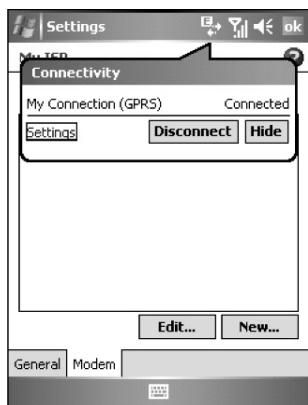 Settings
E
ok
My ISP
Connectivity
My Connection (GPRS) Connected
Settings Disconnect Hide
Edit... New...
General Modem